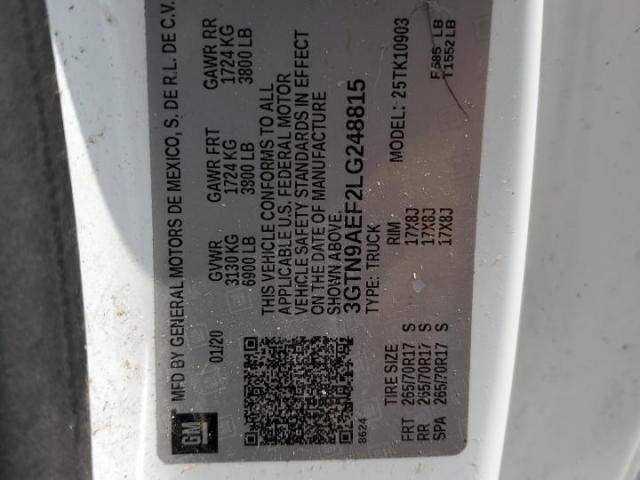 MFD BY GENERAL MOTORS DE MEXICO, S. DE R.L. DE C.V.
01/20 GVWR GAWR FRT GAWR RR
3130 KG 1724 KG 1724 KG
6900 LB 3800 LB 3800 LB
THIS VEHICLE CONFORMS TO ALL
APPLICABLE U.S. FEDERAL MOTOR
VEHICLE SAFETY STANDARDS IN EFFECT
ON THE DATE OF MANUFACTURE
SHOWN ABOVE.
3GTN9AEF2LG248815
TYPE: TRUCK MODEL: 25TK10903
GM
8624
TIRE SIZE RIM
FRT 265/70R17 S 17X8J
RR 265/70R17 S 17X8J
SPA 265/70R17 S 17X8J
F585 LB
T1552LB